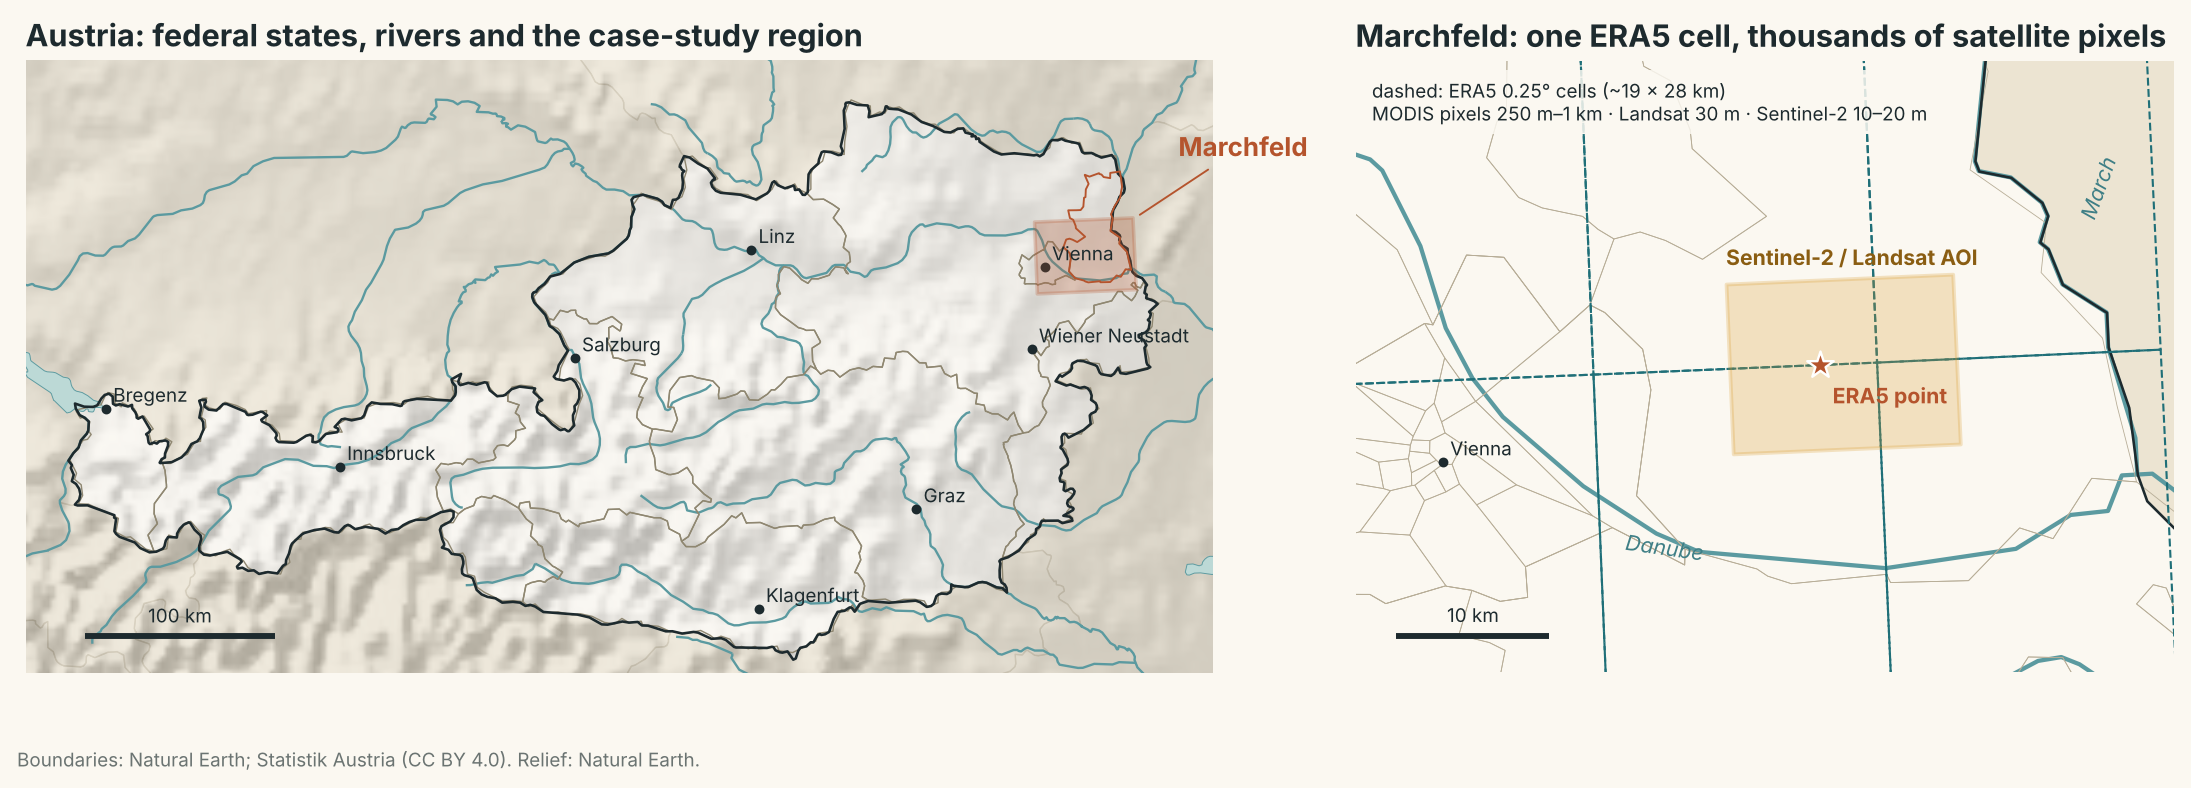 Austria: federal states, rivers and the case-study region
Marchfeld
Linz
Vienna
Wiener Neustadt
Salzburg
Bregenz
Innsbruck
Graz
Klagenfurt
100 km
Marchfeld: one ERA5 cell, thousands of satellite pixels
dashed: ERA5 0.25° cells (~19 × 28 km)
MODIS pixels 250 m–1 km · Landsat 30 m · Sentinel-2 10–20 m
March
Sentinel-2 / Landsat AOI
ERA5 point
Vienna
Danube
10 km
Boundaries: Natural Earth; Statistik Austria (CC BY 4.0). Relief: Natural Earth.